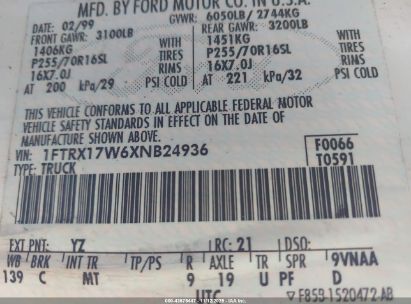 MFD. BY FORD MOTOR CO. IN U.S.A.
DATE: 02/99 GVWR: 6050LB/ 2744KG
FRONT GAWR: 3100LB REAR GAWR: 3200LB
1406KG WITH 1451KG WITH
P255/70R16SL TIRES P255/70R16SL TIRES
16X7.0J RIMS 16X7.0J RIMS
AT 200 kPa/29 PSI COLD AT 221 kPa/32 PSI COLD
THIS VEHICLE CONFORMS TO ALL APPLICABLE FEDERAL MOTOR
VEHICLE SAFETY STANDARDS IN EFFECT ON THE DATE OF
MANUFACTURE SHOWN ABOVE.
VIN: 1FTRX17W6XNB24936 F0066
TYPE: TRUCK T0591
EXT PNT: YZ RC: 21 DSO:
WB BRK INT TR TP/PS R AXLE TR SPR 9VNAA
139 C MT 9 19 U PF D
UTC F85B-1520472-AB